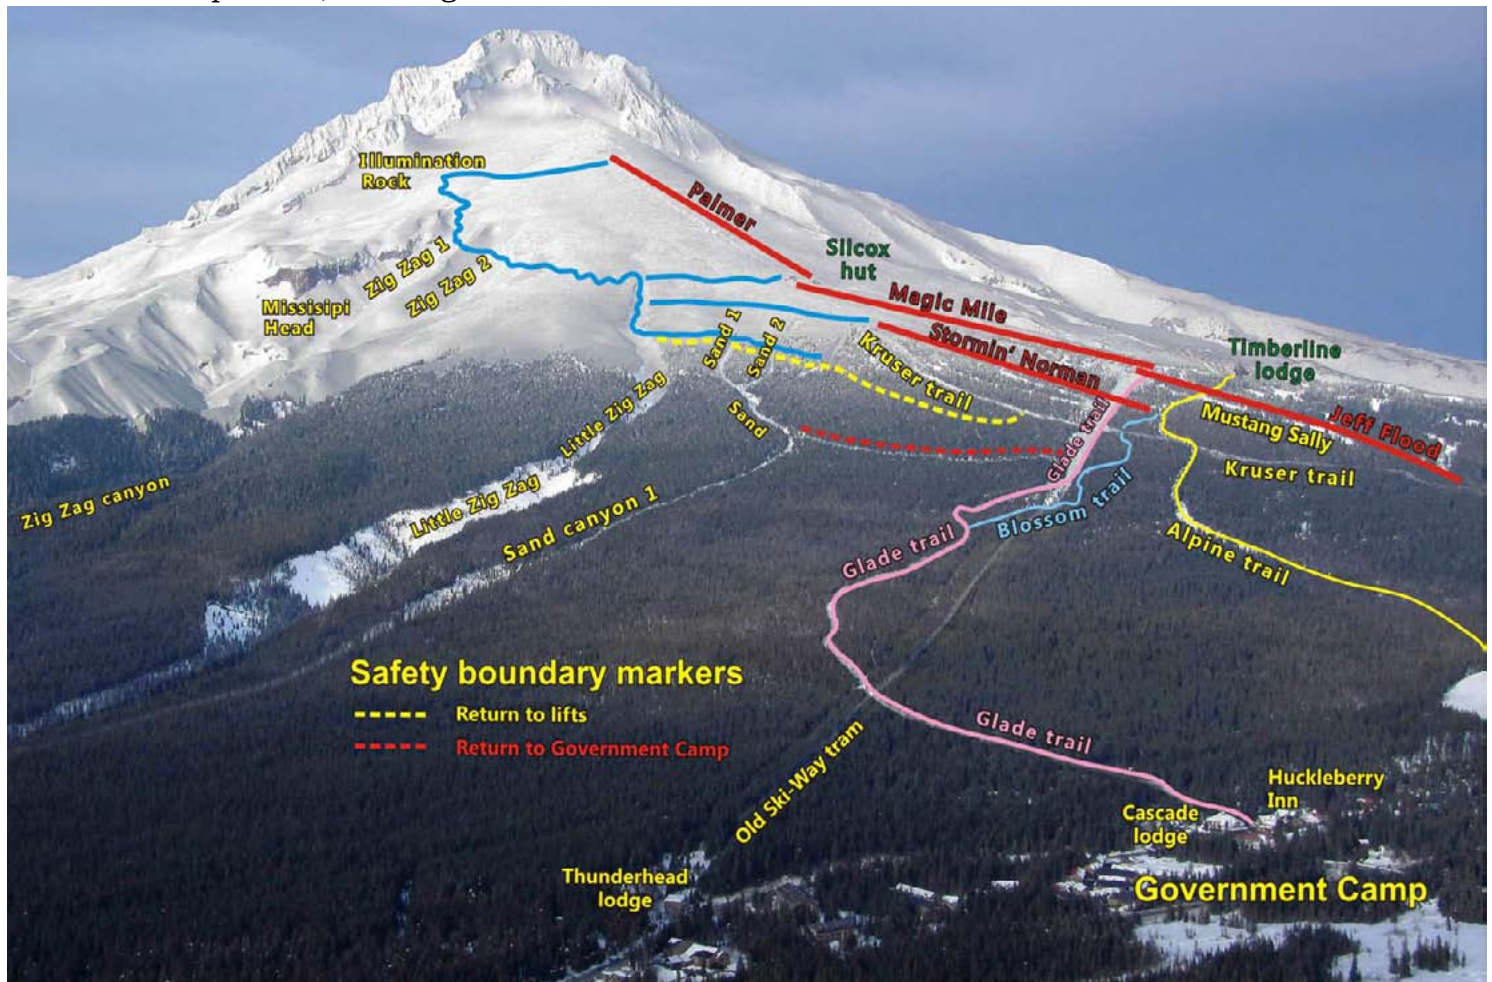 Illumination
Rock
Palmer
Silcox
hut
Zig Zag 1
Zig Zag 2
Missisipi
Head
Magic Mile
Stormin' Norman
Sand 1
Sand 2
Kruser trail
Timberline
lodge
Mustang Sally
Jeff Flood
Kruser trail
Little Zig Zag
Sand
Glade trail
Zig Zag canyon
Little Zig Zag
Sand canyon 1
Blossom trail
Glade trail
Alpine trail
Safety boundary markers
Return to lifts
Return to Government Camp
Glade trail
Old Ski-Way tram
Huckleberry
Inn
Cascade
lodge
Thunderhead
lodge
Government Camp